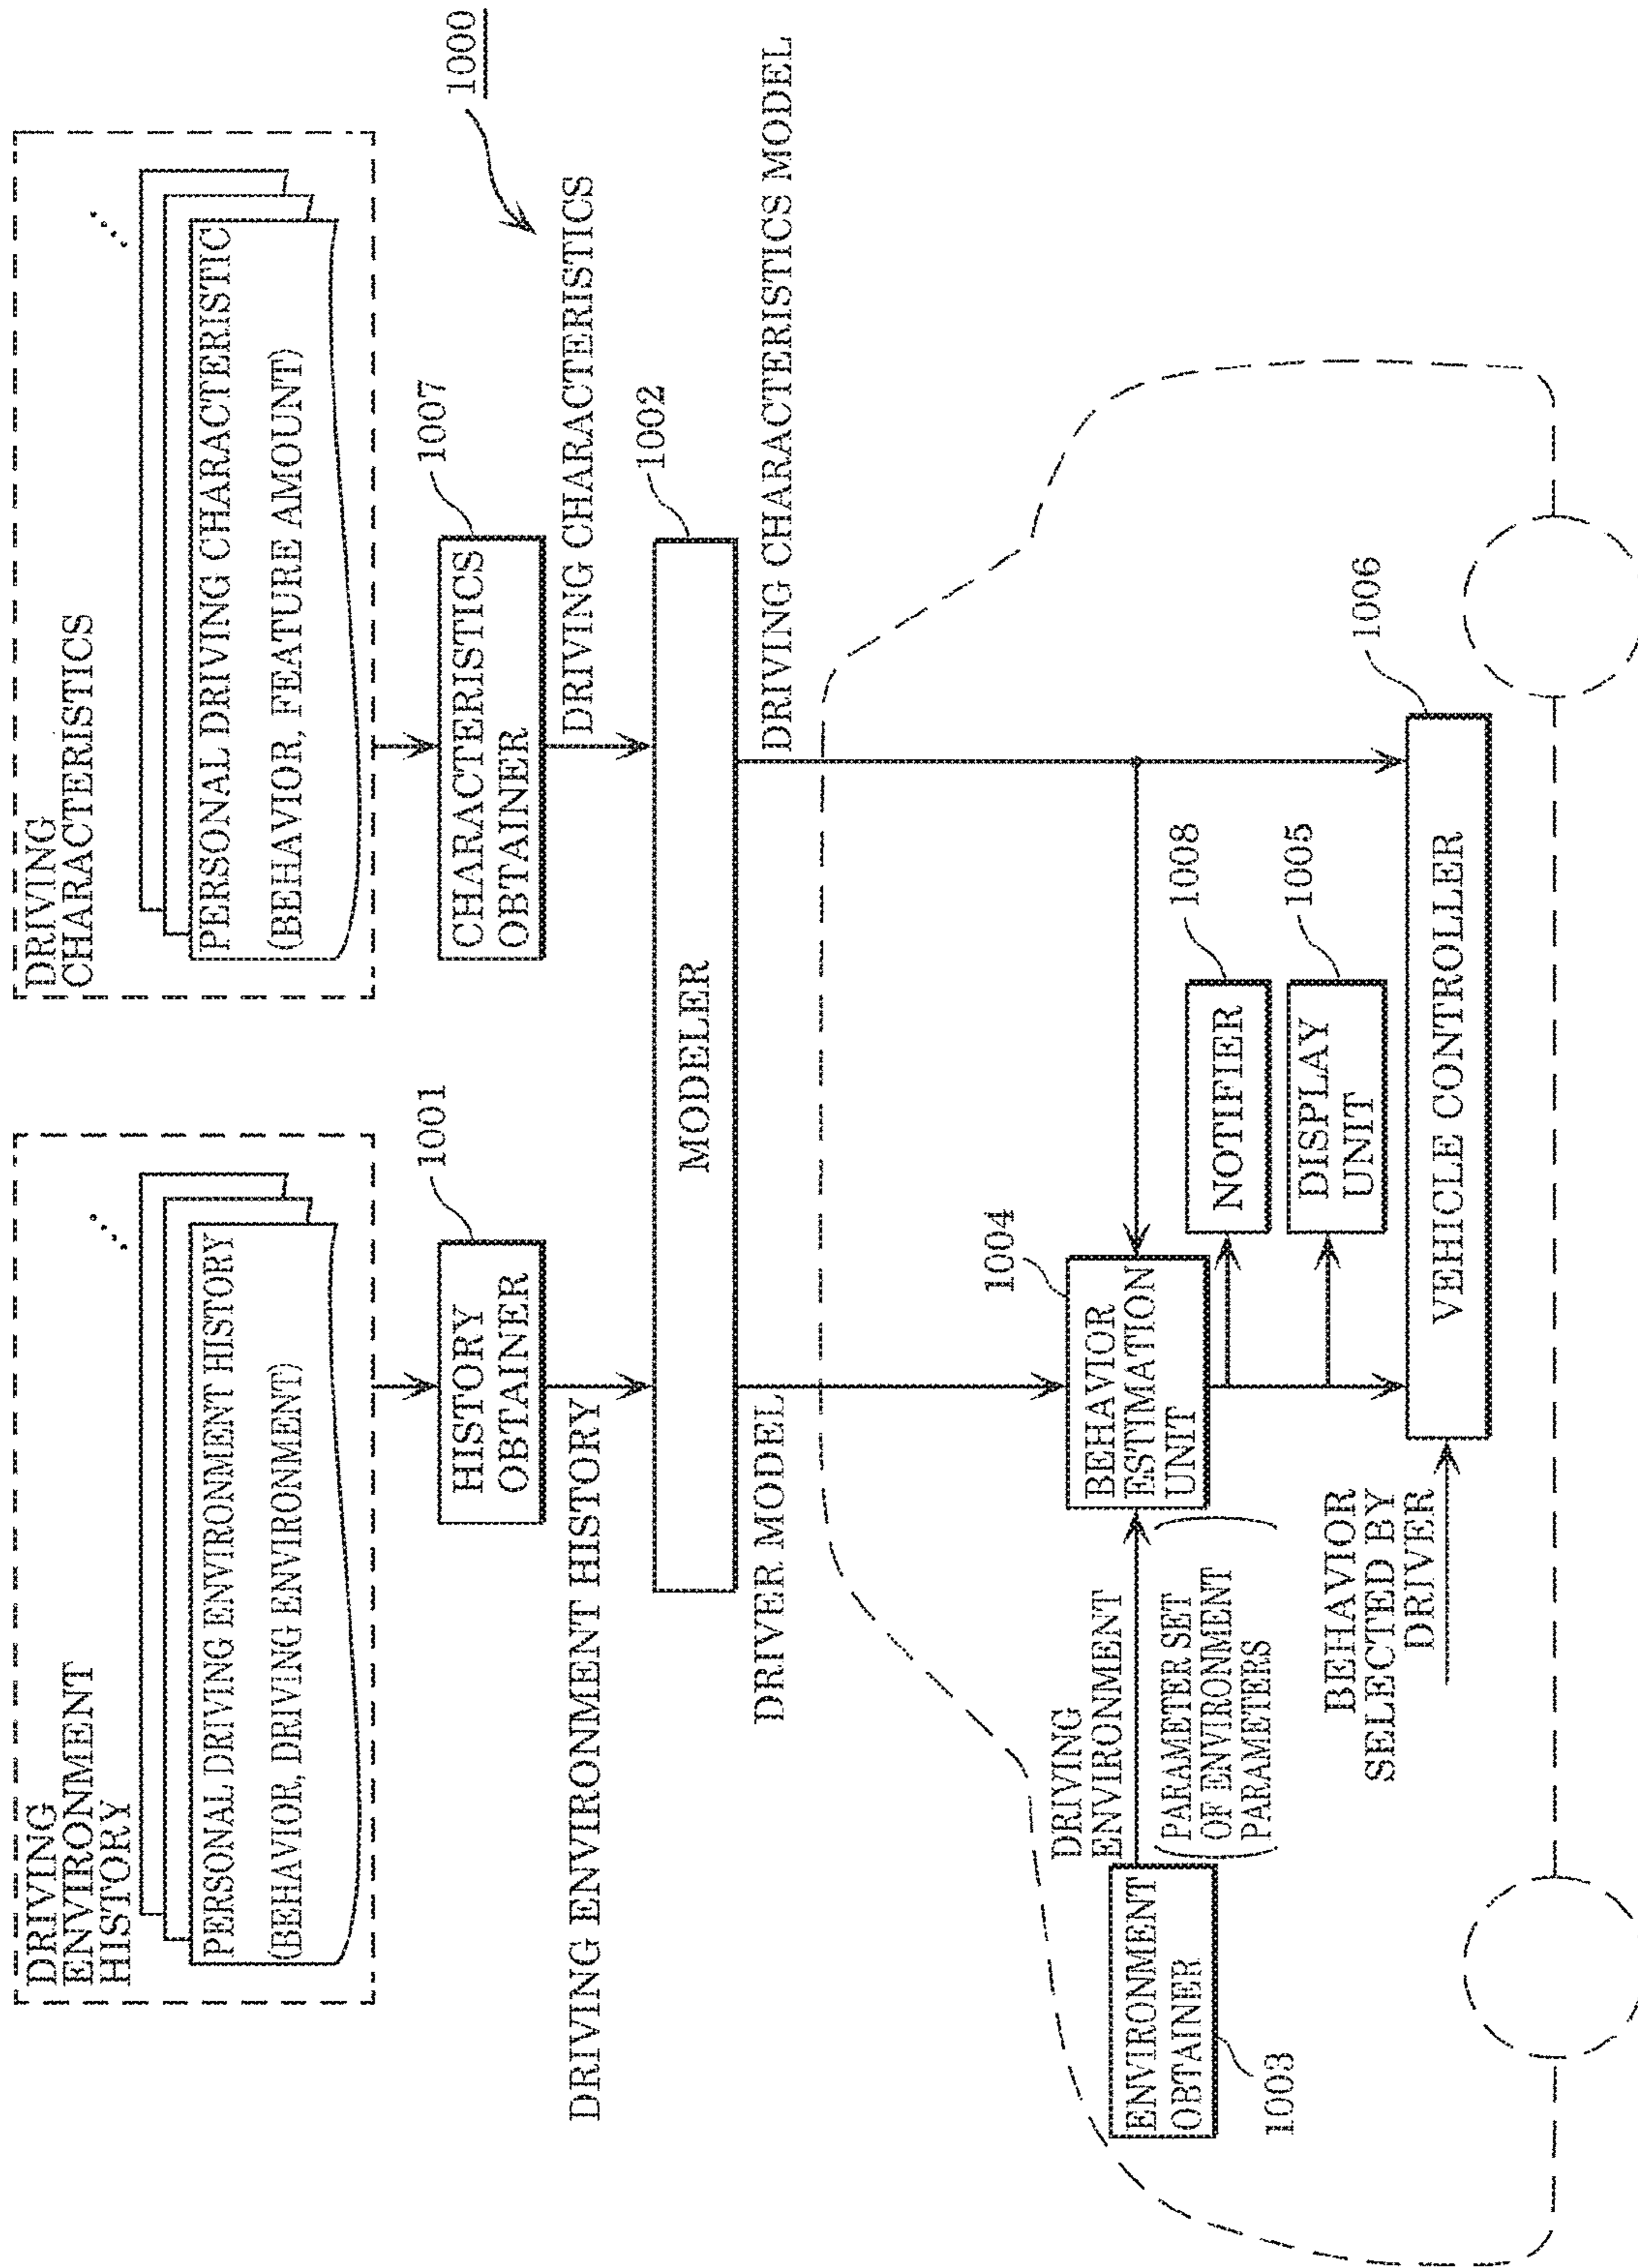 DRIVING
ENVIRONMENT
HISTORY
PERSONAL DRIVING ENVIRONMENT HISTORY
(BEHAVIOR, DRIVING ENVIRONMENT)
DRIVING
CHARACTERISTICS
PERSONAL DRIVING CHARACTERISTIC
(BEHAVIOR, FEATURE AMOUNT)
1000
1001
HISTORY
OBTAINER
1007
CHARACTERISTICS
OBTAINER
DRIVING ENVIRONMENT HISTORY
DRIVING CHARACTERISTICS
1002
MODELER
DRIVER MODEL
DRIVING CHARACTERISTICS MODEL
1004
BEHAVIOR
ESTIMATION
UNIT
DRIVING
ENVIRONMENT
PARAMETER SET
OF ENVIRONMENT
PARAMETERS
ENVIRONMENT
OBTAINER
1003
NOTIFIER
1008
DISPLAY
UNIT
1005
1006
BEHAVIOR
SELECTED BY
DRIVER
VEHICLE CONTROLLER